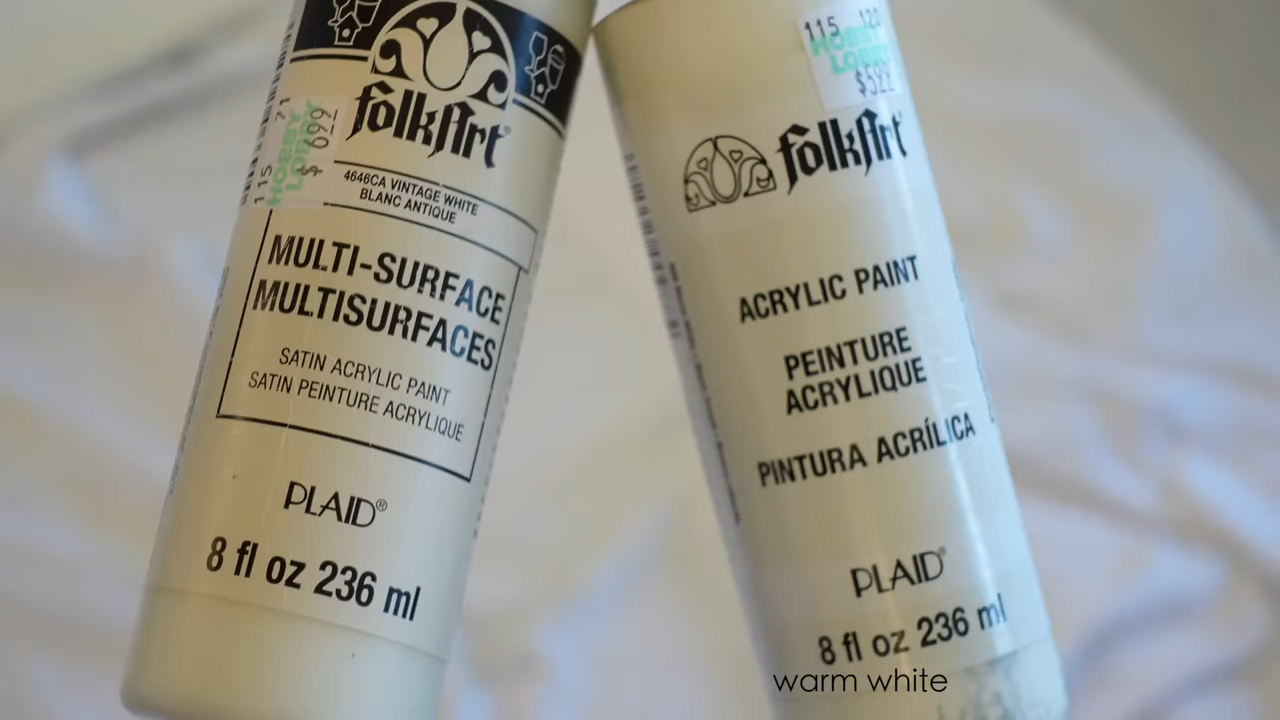 folkArt®
115 71
HOBBY
LOBBY
$ 6.99
4646CA VINTAGE WHITE
BLANC ANTIQUE
MULTI-SURFACE
MULTISURFACES
SATIN ACRYLIC PAINT
SATIN PEINTURE ACRYLIQUE
PLAID®
8 fl oz 236 ml
115 120
HOBBY
LOBBY
$5.99
folkArt®
ACRYLIC PAINT
PEINTURE
ACRYLIQUE
PINTURA ACRÍLICA
PLAID®
8 fl oz 236 ml
warm white